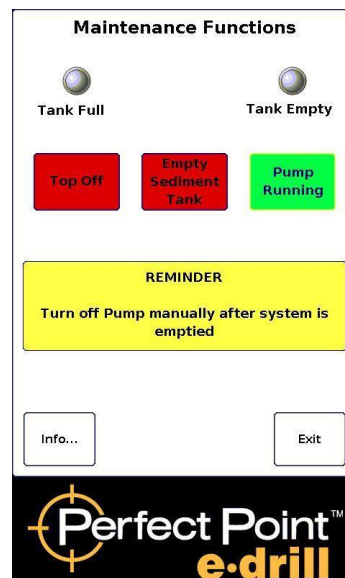 Maintenance Functions
Tank Full
Tank Empty
Top Off
Empty
Sediment
Tank
Pump
Running
REMINDER
Turn off Pump manually after system is
emptied
Info...
Exit
Perfect Point™
e•drill